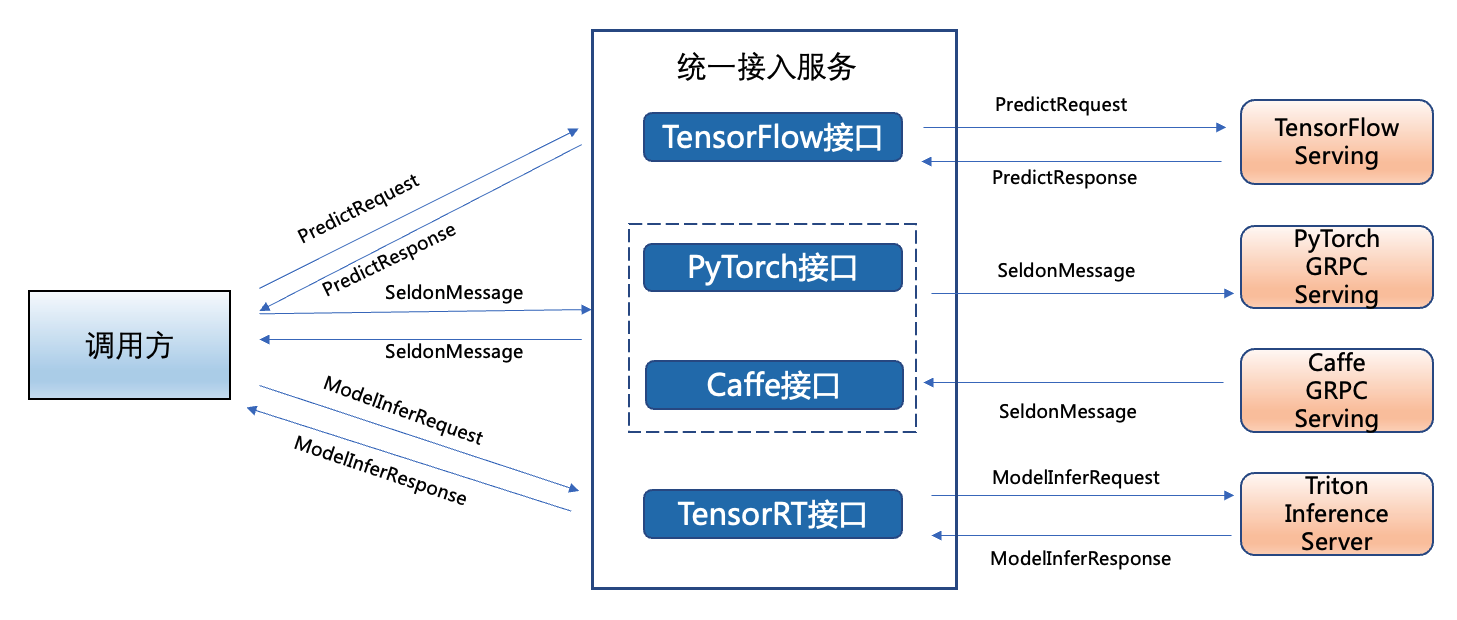 统一接入服务
TensorFlow接口
PyTorch接口
Caffe接口
TensorRT接口
调用方
PredictRequest
PredictResponse
SeldonMessage
SeldonMessage
ModelInferRequest
ModelInferResponse
PredictRequest
PredictResponse
SeldonMessage
SeldonMessage
ModelInferRequest
ModelInferResponse
TensorFlow
Serving
PyTorch
GRPC
Serving
Caffe
GRPC
Serving
Triton
Inference
Server